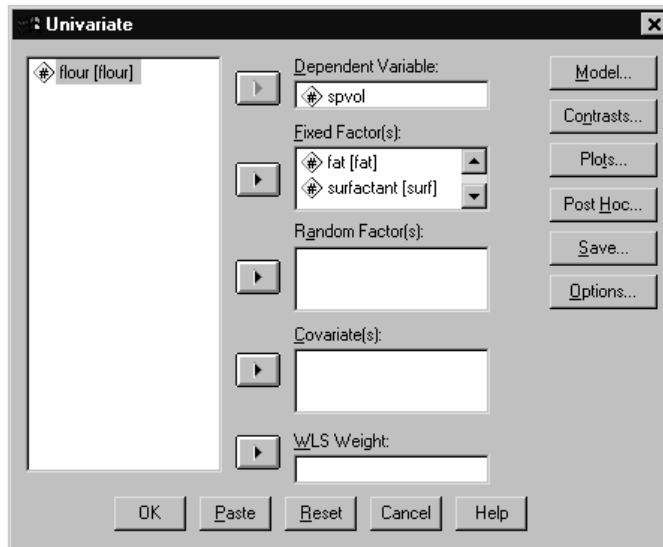 Univariate
flour [flour]
Dependent Variable:
spvol
Fixed Factor(s):
fat [fat]
surfactant [surf]
Random Factor(s):
Covariate(s):
WLS Weight:
Model...
Contrasts...
Plots...
Post Hoc...
Save...
Options...
OK
Paste
Reset
Cancel
Help